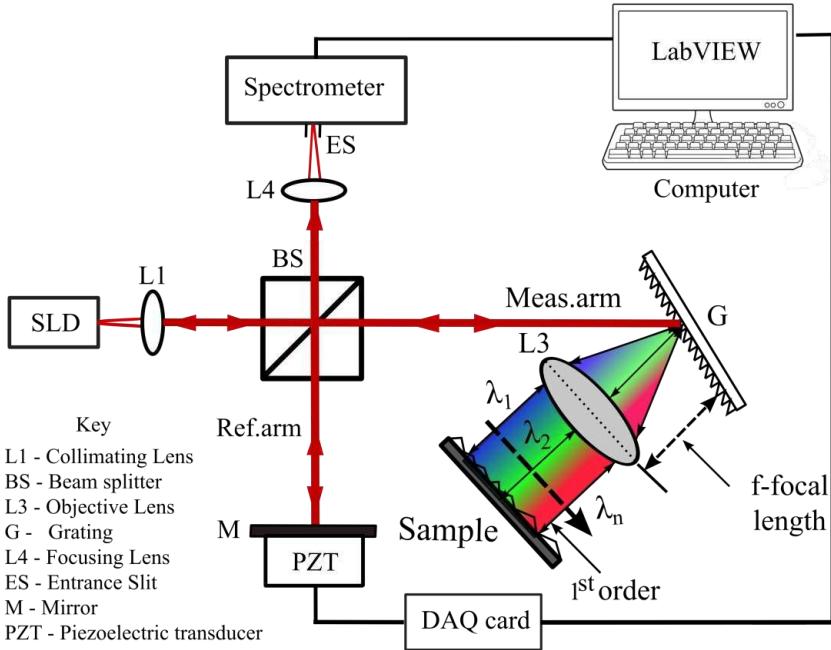 Spectrometer
LabVIEW
ES
Computer
L4
BS
L1
SLD
Meas.arm
G
L3
λ1
λ2
λn
f-focal
length
Ref.arm
Sample
1st order
M
PZT
DAQ card
Key
L1 - Collimating Lens
BS - Beam splitter
L3 - Objective Lens
G - Grating
L4 - Focusing Lens
ES - Entrance Slit
M - Mirror
PZT - Piezoelectric transducer